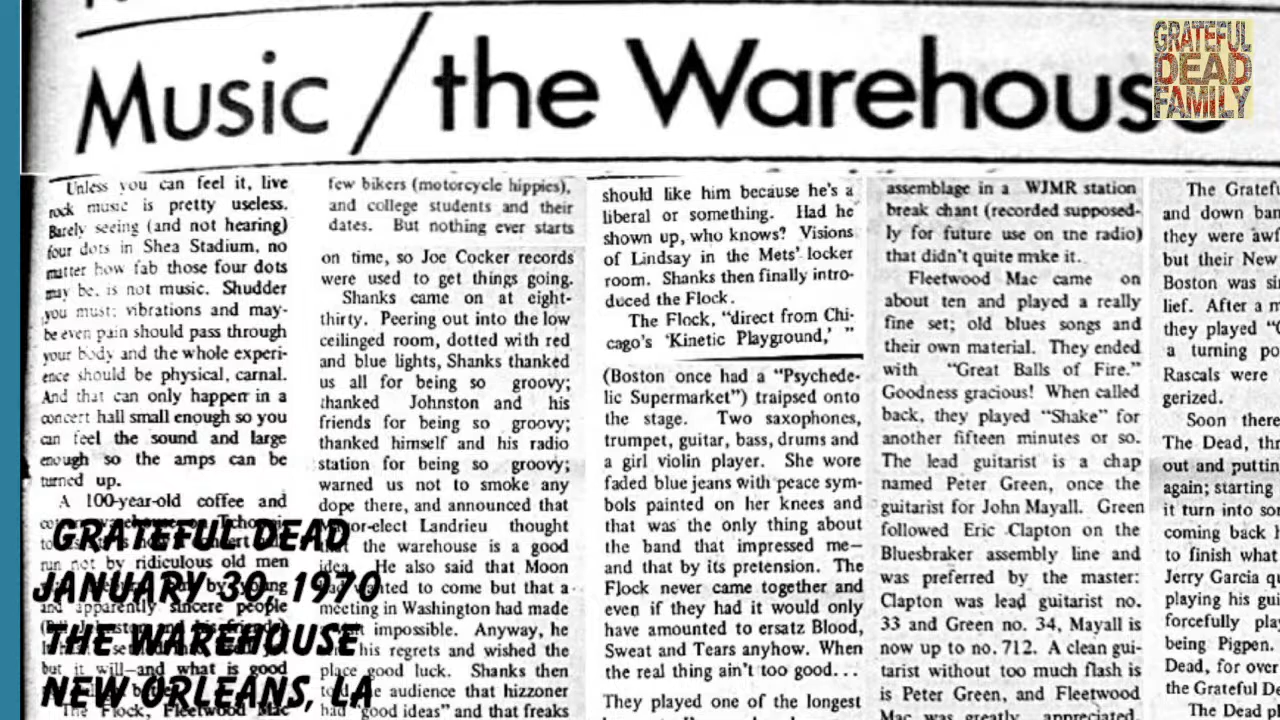 Music / the Warehouse
GRATEFUL
DEAD
FAMILY
Unless you can feel it, live
rock music is pretty useless.
Barely seeing (and not hearing)
four dots in Shea Stadium, no
matter how fab those four dots
may be, is not music. Shudder
you must; vibrations and may-
be even pain should pass through
your body and the whole experi-
ence should be physical, carnal.
And that can only happen in a
concert hall small enough so you
can feel the sound and large
enough so the amps can be
turned up.
A 100-year-old coffee and
run not by ridiculous old men
and apparently sincere people
but it will—and what is good
The Flock, Fleetwood Mac
few bikers (motorcycle hippies),
and college students and their
dates. But nothing ever starts
on time, so Joe Cocker records
were used to get things going.
Shanks came on at eight-
thirty. Peering out into the low
ceilinged room, dotted with red
and blue lights, Shanks thanked
us all for being so groovy;
thanked Johnston and his
friends for being so groovy;
thanked himself and his radio
station for being so groovy;
warned us not to smoke any
dope there, and announced that
or-elect Landrieu thought
the warehouse is a good
idea. He also said that Moon
ted to come but that a
meeting in Washington had made
impossible. Anyway, he
his regrets and wished the
place good luck. Shanks then
audience that hizzoner
had "good ideas" and that freaks
should like him because he's a
liberal or something. Had he
shown up, who knows? Visions
of Lindsay in the Mets' locker
room. Shanks then finally intro-
duced the Flock.
The Flock, "direct from Chi-
cago's 'Kinetic Playground,' "
(Boston once had a "Psychede-
lic Supermarket") traipsed onto
the stage. Two saxophones,
trumpet, guitar, bass, drums and
a girl violin player. She wore
faded blue jeans with peace sym-
bols painted on her knees and
that was the only thing about
the band that impressed me—
and that by its pretension. The
Flock never came together and
even if they had it would only
have amounted to ersatz Blood,
Sweat and Tears anyhow. When
the real thing ain't too good...
They played one of the longest
assemblage in a WJMR station
break chant (recorded supposed-
ly for future use on the radio)
that didn't quite make it.
Fleetwood Mac came on
about ten and played a really
fine set; old blues songs and
their own material. They ended
with "Great Balls of Fire."
Goodness gracious! When called
back, they played "Shake" for
another fifteen minutes or so.
The lead guitarist is a chap
named Peter Green, once the
guitarist for John Mayall. Green
followed Eric Clapton on the
Bluesbraker assembly line and
was preferred by the master:
Clapton was lead guitarist no.
33 and Green no. 34, Mayall is
now up to no. 712. A clean gui-
tarist without too much flash is
is Peter Green, and Fleetwood
Mac was greatly appreciated.
The Gratef
and down ban
they were awf
but their New
Boston was sin
lief. After a m
they played "
a turning po
Rascals were
gerized.
Soon there
The Dead, thr
out and puttin
again; starting
it turn into son
coming back h
to finish what
Jerry Garcia qu
playing his gui
forcefully play
being Pigpen.
Dead, for over
the Grateful De
The Dead pl
GRATEFUL DEAD
JANUARY 30, 1970
THE WAREHOUSE
NEW ORLEANS, LA